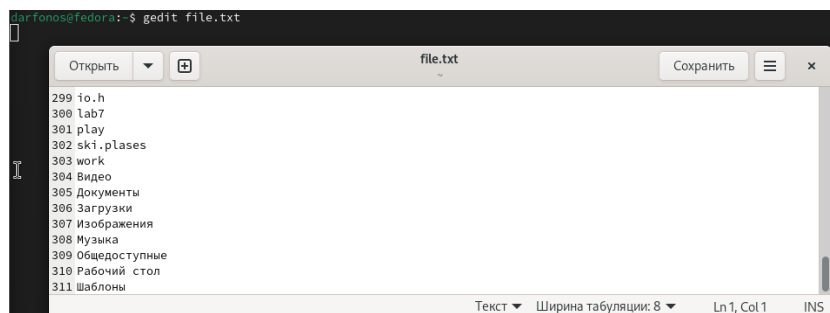 darfonos@fedora:~$ gedit file.txt
Открыть file.txt Сохранить
~
299 io.h
300 lab7
301 play
302 ski.plases
303 work
304 Видео
305 Документы
306 Загрузки
307 Изображения
308 Музыка
309 Общедоступные
310 Рабочий стол
311 Шаблоны
Текст Ширина табуляции: 8 Ln 1, Col 1 INS